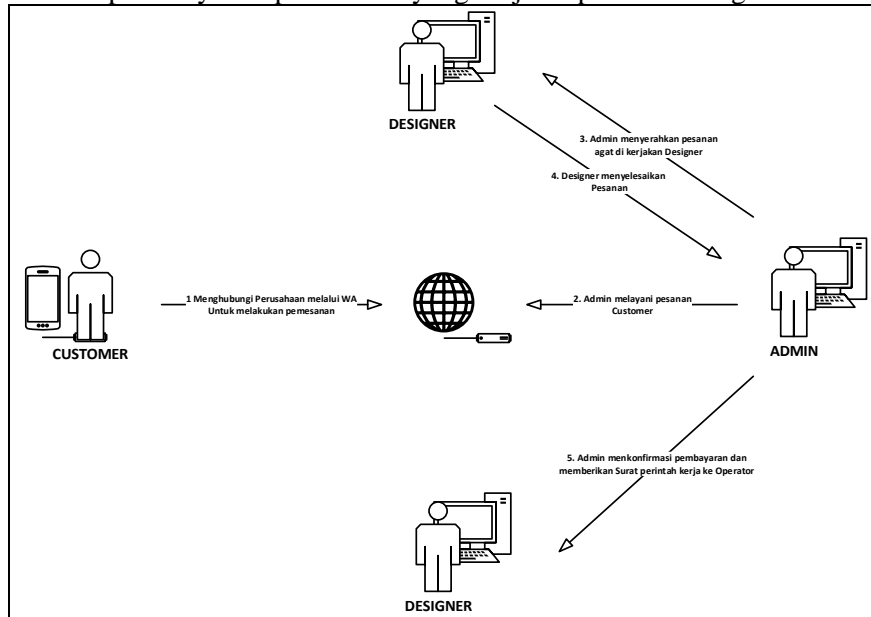 DESIGNER
3. Admin menyerahkan pesanan
agat di kerjakan Designer
4. Designer menyelesaikan
Pesanan
1 Menghubungi Perusahaan melalui WA
Untuk melakukan pemesanan
2. Admin melayani pesanan
Customer
CUSTOMER
ADMIN
5. Admin menkonfirmasi pembayaran dan
memberikan Surat perintah kerja ke Operator
DESIGNER